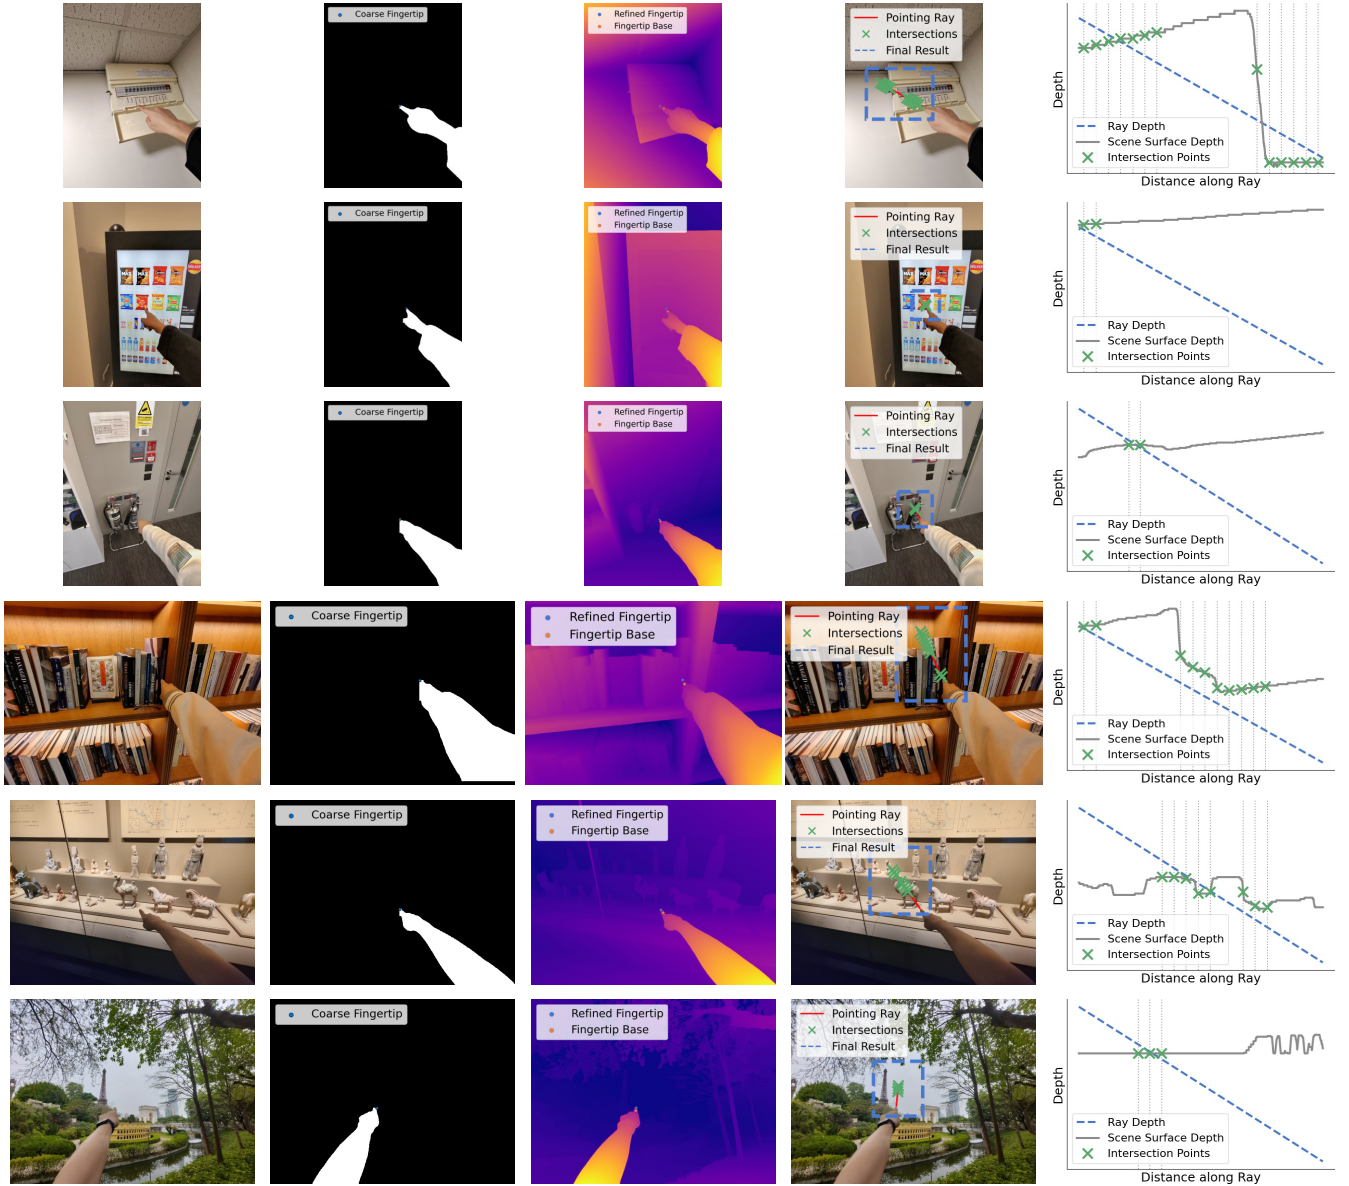 Coarse Fingertip
Refined Fingertip
Fingertip Base
Pointing Ray
Intersections
Final Result
Depth
Ray Depth
Scene Surface Depth
Intersection Points
Distance along Ray
MAX
MAX
Coarse Fingertip
Refined Fingertip
Fingertip Base
Pointing Ray
Intersections
Final Result
Depth
Ray Depth
Scene Surface Depth
Intersection Points
Distance along Ray
Coarse Fingertip
Refined Fingertip
Fingertip Base
Pointing Ray
Intersections
Final Result
Depth
Ray Depth
Scene Surface Depth
Intersection Points
Distance along Ray
Coarse Fingertip
Refined Fingertip
Fingertip Base
Pointing Ray
Intersections
Final Result
Depth
Ray Depth
Scene Surface Depth
Intersection Points
Distance along Ray
Coarse Fingertip
Refined Fingertip
Fingertip Base
Pointing Ray
Intersections
Final Result
Depth
Ray Depth
Scene Surface Depth
Intersection Points
Distance along Ray
Coarse Fingertip
Refined Fingertip
Fingertip Base
Pointing Ray
Intersections
Final Result
Depth
Ray Depth
Scene Surface Depth
Intersection Points
Distance along Ray